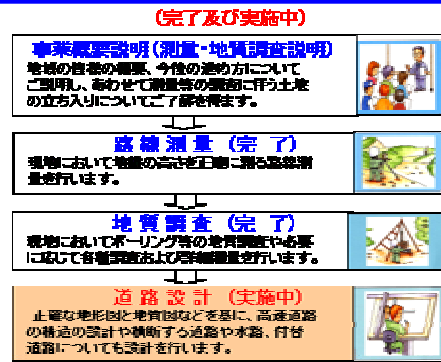 (完了及び実施中)
事業概要説明(測量・地質調査説明)
地域の皆様の概要、今後の進め方について
ご説明し、あわせて測量等の調査に伴う土地
の立ち入りについてご了解を得ます。
路線測量 (完 了)
現地において地盤の高さを正確に測る路線測
量を行います。
地質調査 (完 了)
現地においてボーリング等の地質調査や必要
に応じて各種調査および詳細測量を行います。
道路設計 (実施中)
正確な地形図と地質図などを基に、高速道路
の構造の設計や横断する道路や水路、付替
道路についても設計を行います。